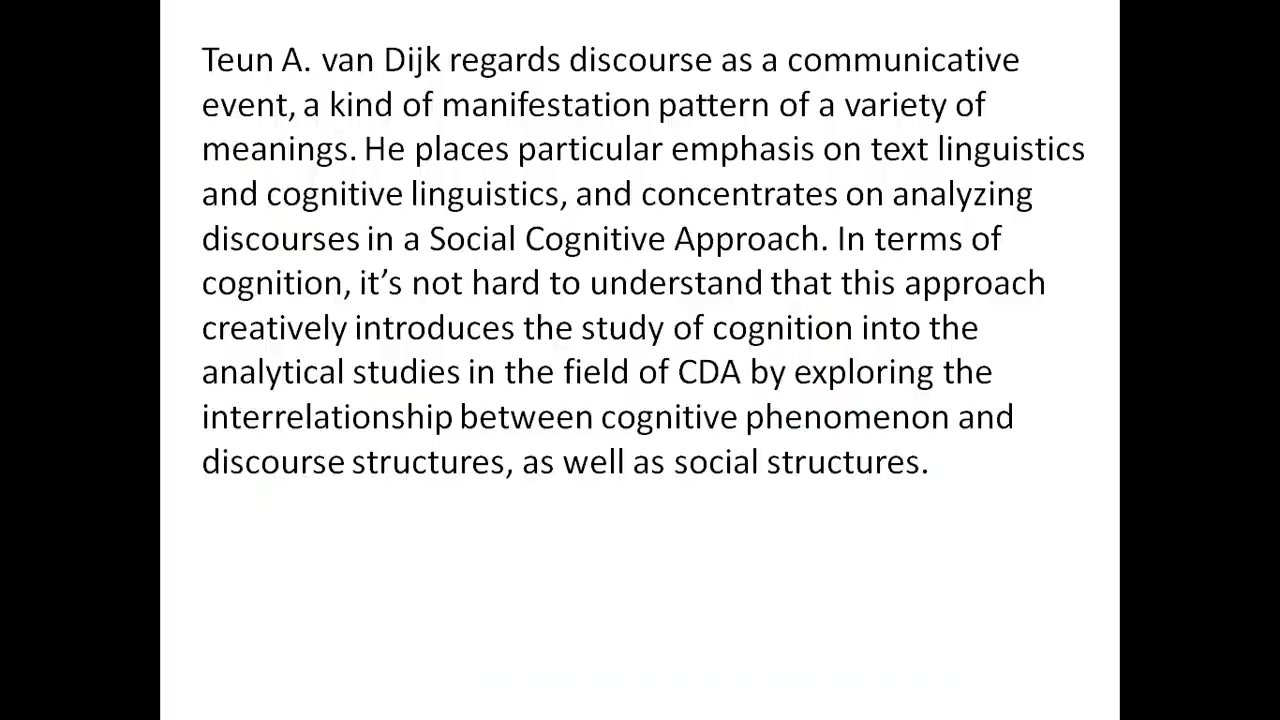 Teun A. van Dijk regards discourse as a communicative
event, a kind of manifestation pattern of a variety of
meanings. He places particular emphasis on text linguistics
and cognitive linguistics, and concentrates on analyzing
discourses in a Social Cognitive Approach. In terms of
cognition, it’s not hard to understand that this approach
creatively introduces the study of cognition into the
analytical studies in the field of CDA by exploring the
interrelationship between cognitive phenomenon and
discourse structures, as well as social structures.